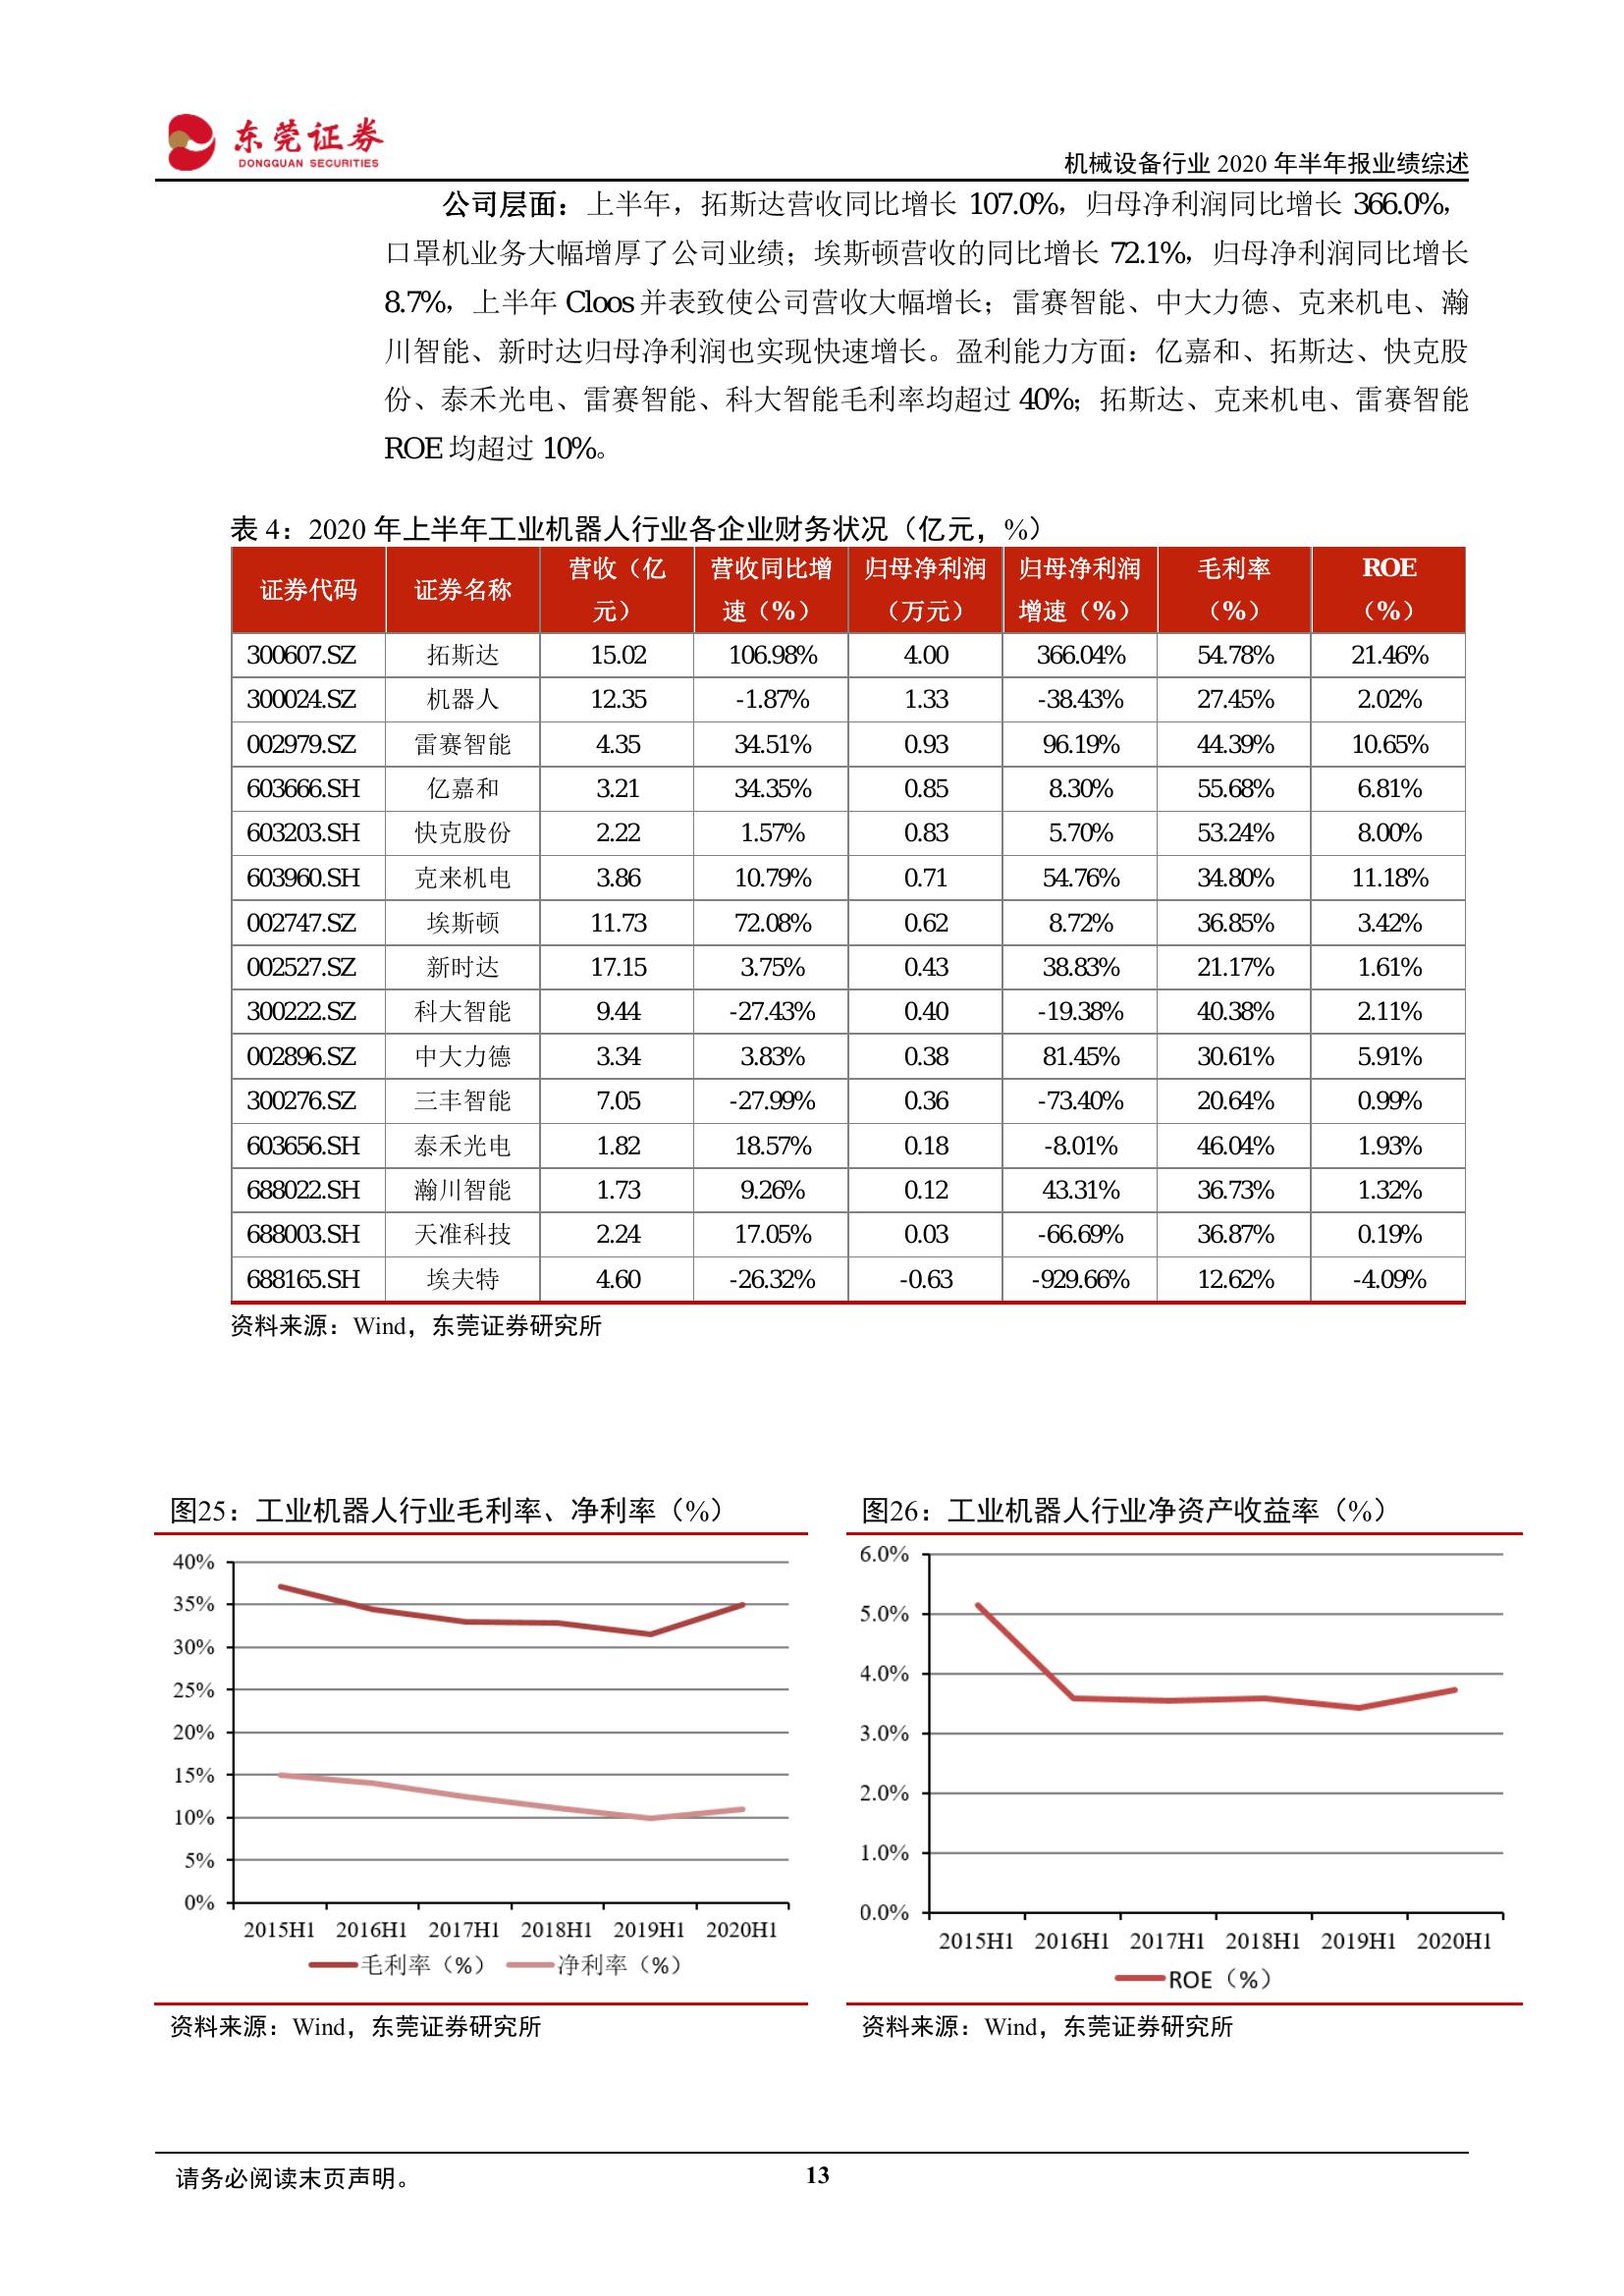 东莞证券
DONGGUAN SECURITIES
机械设备行业 2020 年半年报业绩综述
公司层面：上半年，拓斯达营收同比增长 107.0%，归母净利润同比增长 366.0%，
口罩机业务大幅增厚了公司业绩；埃斯顿营收的同比增长 72.1%，归母净利润同比增长
8.7%，上半年 Cloos 并表致使公司营收大幅增长；雷赛智能、中大力德、克来机电、瀚
川智能、新时达归母净利润也实现快速增长。盈利能力方面：亿嘉和、拓斯达、快克股
份、泰禾光电、雷赛智能、科大智能毛利率均超过 40%；拓斯达、克来机电、雷赛智能
ROE 均超过 10%。
表 4：2020 年上半年工业机器人行业各企业财务状况（亿元，%）
证券代码 证券名称 营收（亿元） 营收同比增速（%） 归母净利润（万元） 归母净利润增速（%） 毛利率（%） ROE（%）
300607.SZ 拓斯达 15.02 106.98% 4.00 366.04% 54.78% 21.46%
300024.SZ 机器人 12.35 -1.87% 1.33 -38.43% 27.45% 2.02%
002979.SZ 雷赛智能 4.35 34.51% 0.93 96.19% 44.39% 10.65%
603666.SH 亿嘉和 3.21 34.35% 0.85 8.30% 55.68% 6.81%
603203.SH 快克股份 2.22 1.57% 0.83 5.70% 53.24% 8.00%
603960.SH 克来机电 3.86 10.79% 0.71 54.76% 34.80% 11.18%
002747.SZ 埃斯顿 11.73 72.08% 0.62 8.72% 36.85% 3.42%
002527.SZ 新时达 17.15 3.75% 0.43 38.83% 21.17% 1.61%
300222.SZ 科大智能 9.44 -27.43% 0.40 -19.38% 40.38% 2.11%
002896.SZ 中大力德 3.34 3.83% 0.38 81.45% 30.61% 5.91%
300276.SZ 三丰智能 7.05 -27.99% 0.36 -73.40% 20.64% 0.99%
603656.SH 泰禾光电 1.82 18.57% 0.18 -8.01% 46.04% 1.93%
688022.SH 瀚川智能 1.73 9.26% 0.12 43.31% 36.73% 1.32%
688003.SH 天准科技 2.24 17.05% 0.03 -66.69% 36.87% 0.19%
688165.SH 埃夫特 4.60 -26.32% -0.63 -929.66% 12.62% -4.09%
资料来源：Wind，东莞证券研究所
图25：工业机器人行业毛利率、净利率（%）
40%
35%
30%
25%
20%
15%
10%
5%
0%
2015H1 2016H1 2017H1 2018H1 2019H1 2020H1
毛利率（%） 净利率（%）
资料来源：Wind，东莞证券研究所
图26：工业机器人行业净资产收益率（%）
6.0%
5.0%
4.0%
3.0%
2.0%
1.0%
0.0%
2015H1 2016H1 2017H1 2018H1 2019H1 2020H1
ROE（%）
资料来源：Wind，东莞证券研究所
请务必阅读末页声明。
13